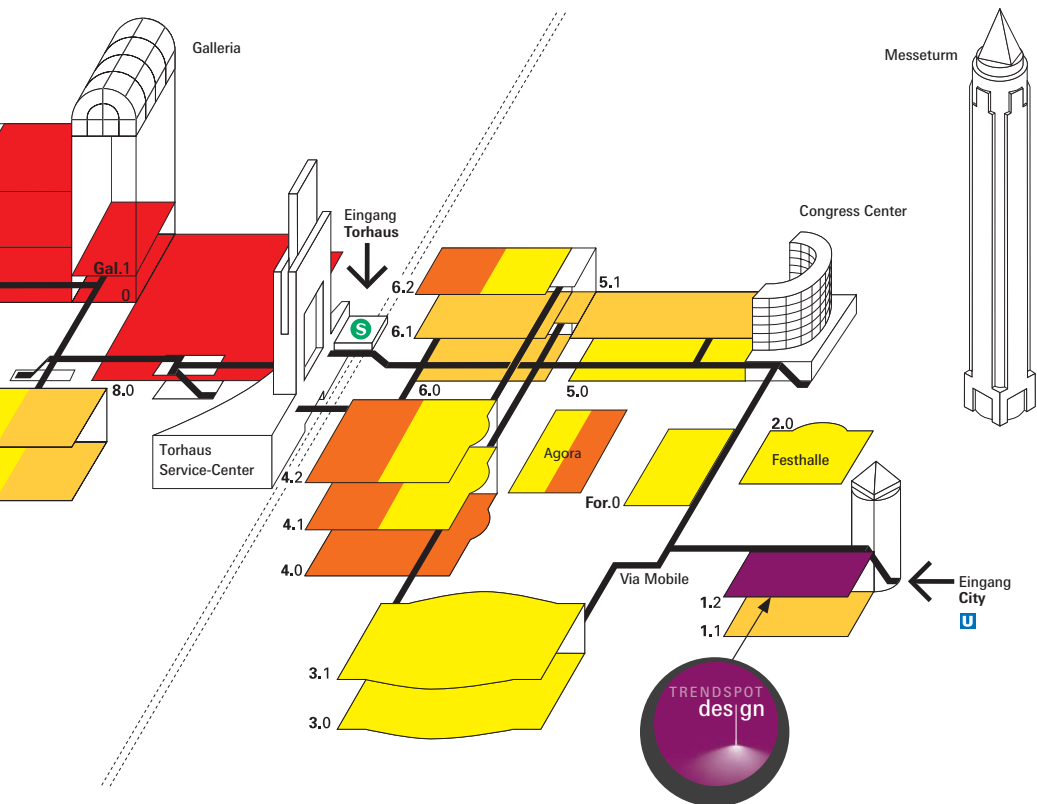 Galleria
Messeturm
Eingang
Torhaus
Congress Center
Gal.1
0
6.2
5.1
S
6.1
8.0
6.0
5.0
Torhaus
Service-Center
4.2
Agora
2.0
Festhalle
For.0
4.1
4.0
Via Mobile
Eingang
City
U
1.2
1.1
3.1
3.0
TRENDSPOT
design